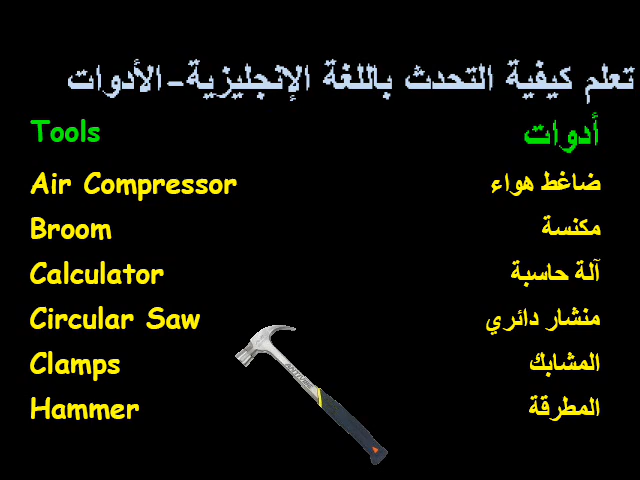 تعلم كيفية التحدث باللغة الإنجليزية-الأدوات
Tools أدوات
Air Compressor ضاغط هواء
Broom مكنسة
Calculator آلة حاسبة
Circular Saw منشار دائري
Clamps المشابك
Hammer المطرقة